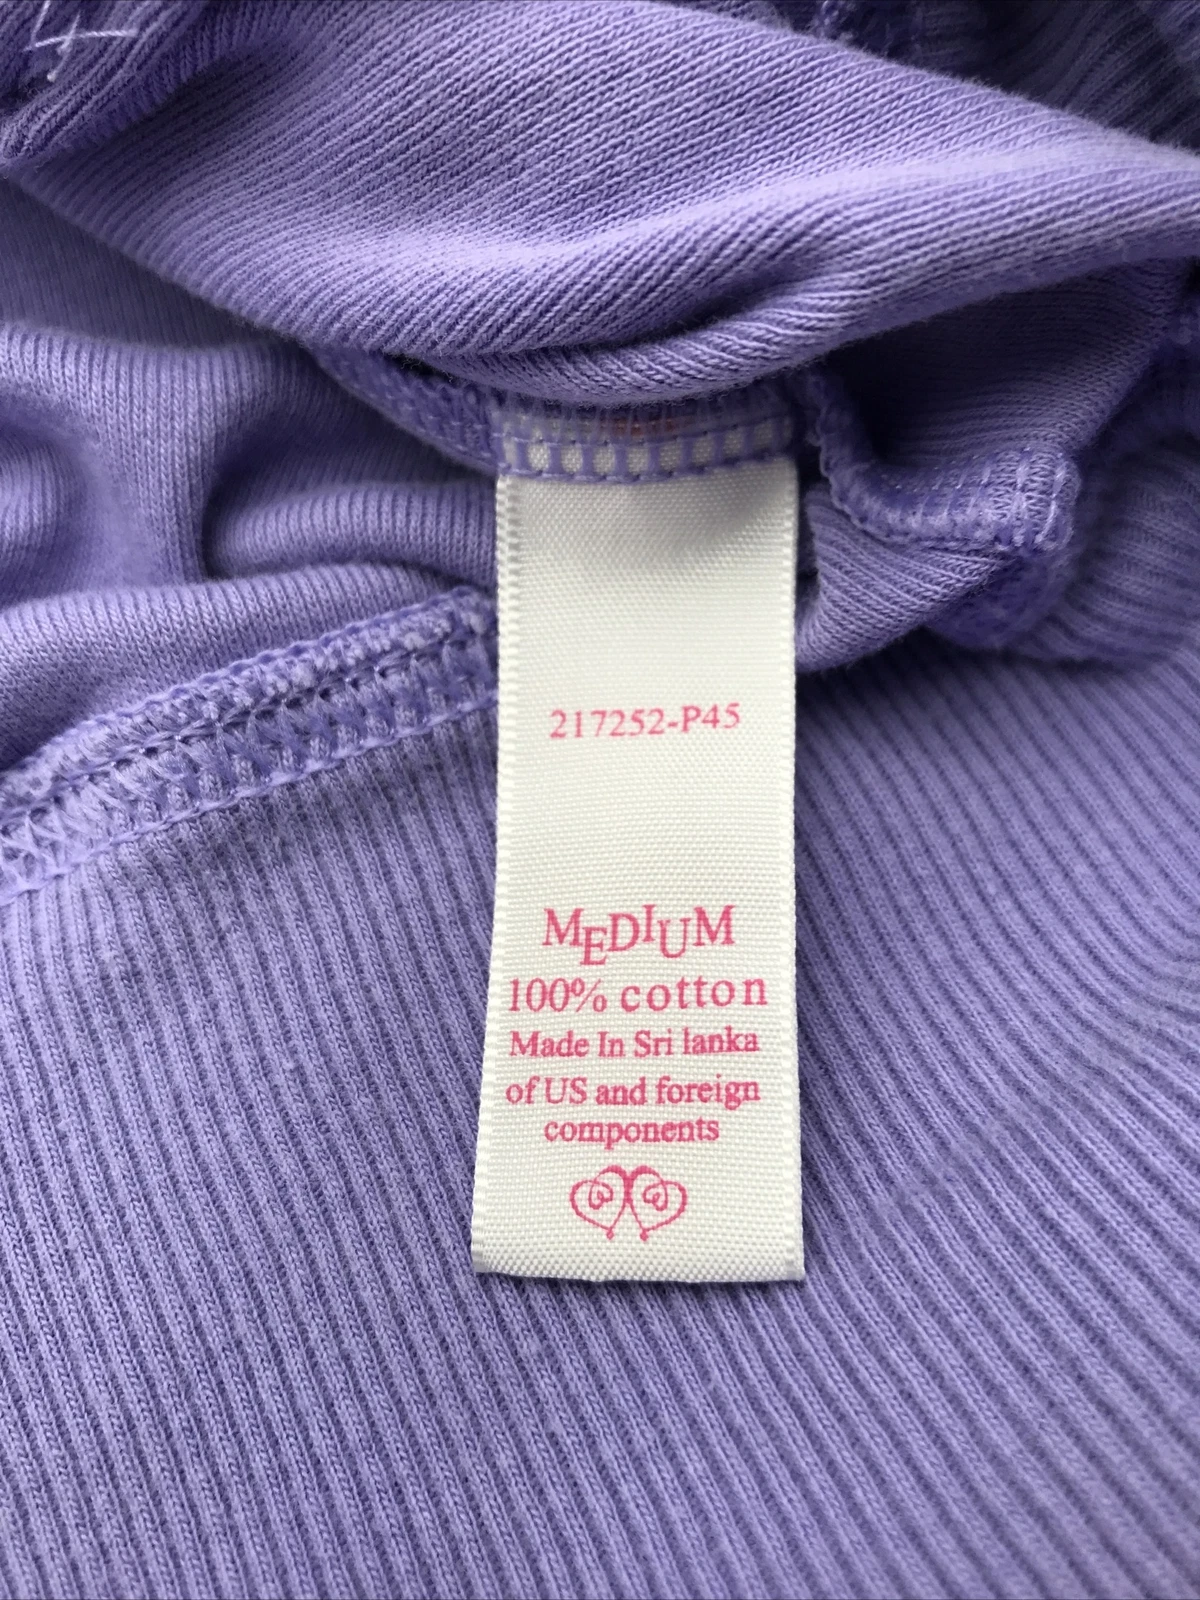 217252-P45
MEDIUM
100% cotton
Made In Sri lanka
of US and foreign
components